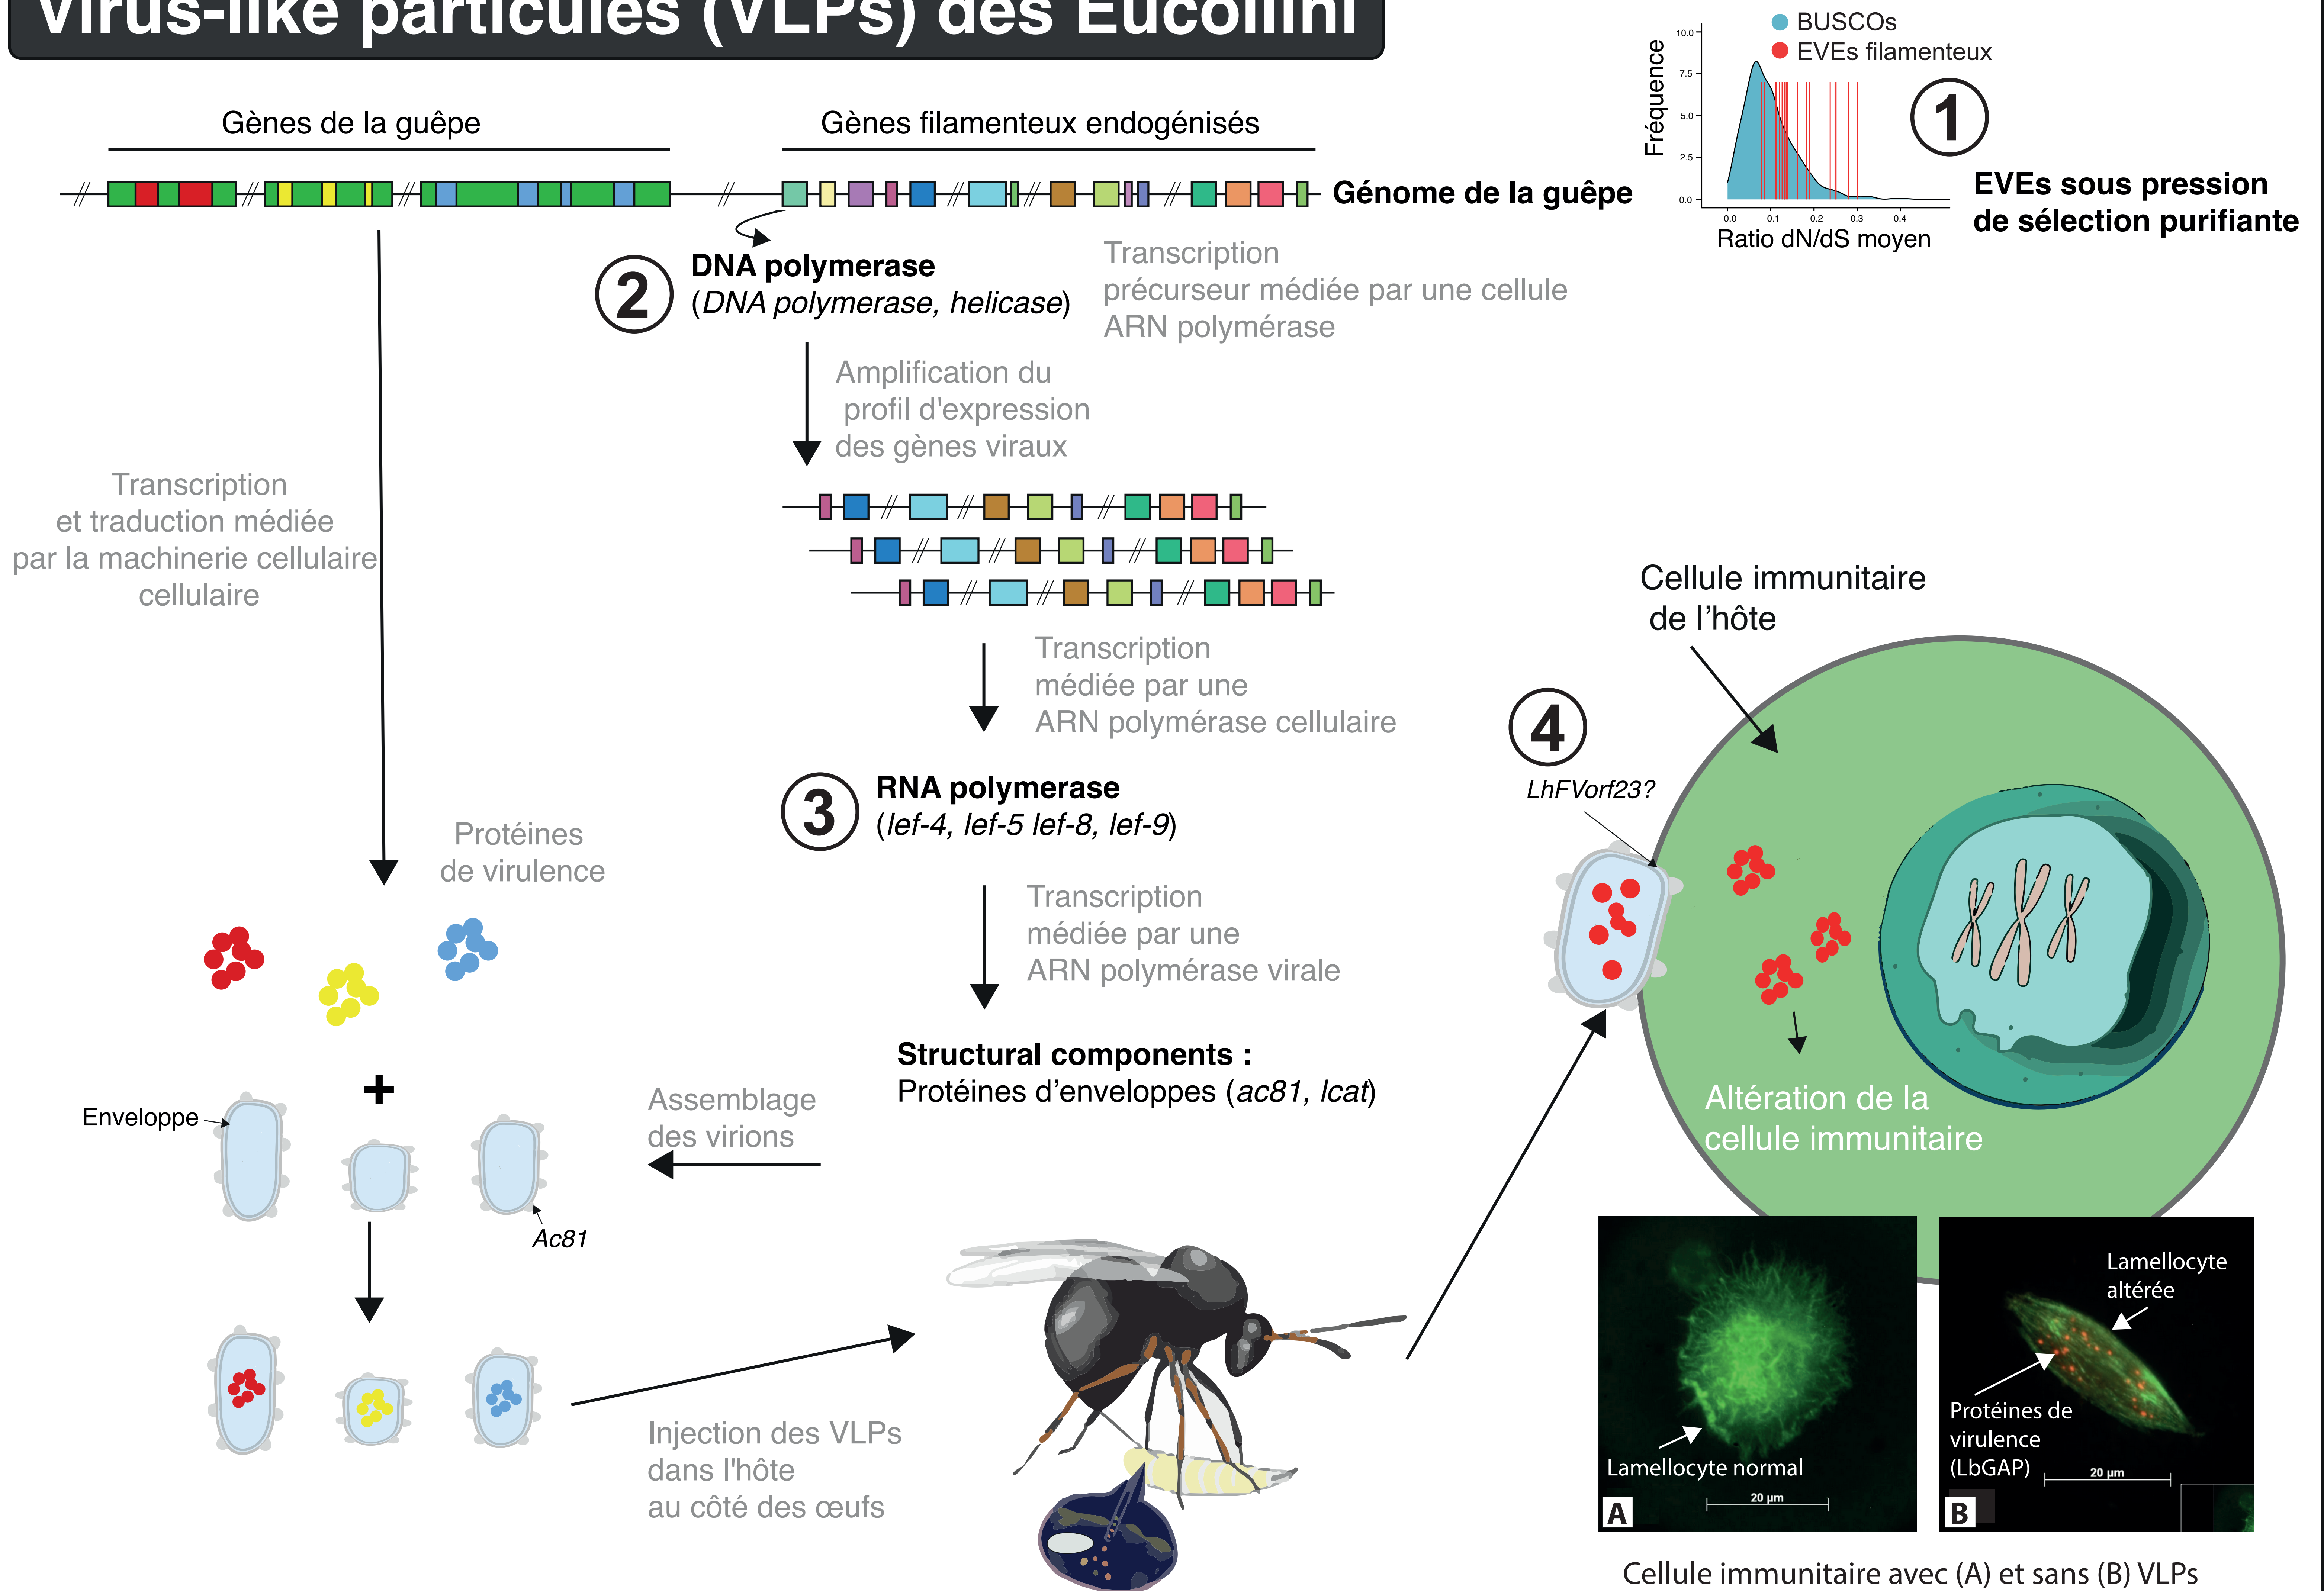 Virus-like particules (VLPs) des Eucoilini
BUSCOs
EVEs filamenteux
Fréquence
10.0
7.5
5.0
2.5
0.0
0.0 0.1 0.2 0.3 0.4
Ratio dN/dS moyen
1
EVEs sous pression
de sélection purifiante
Gènes de la guêpe
Gènes filamenteux endogénisés
Génome de la guêpe
2
DNA polymerase
(DNA polymerase, helicase)
Transcription
précurseur médiée par une cellule
ARN polymérase
Amplification du
profil d'expression
des gènes viraux
Transcription
et traduction médiée
par la machinerie cellulaire
cellulaire
Transcription
médiée par une
ARN polymérase cellulaire
3
RNA polymerase
(lef-4, lef-5 lef-8, lef-9)
Transcription
médiée par une
ARN polymérase virale
Structural components :
Protéines d’enveloppes (ac81, lcat)
Protéines
de virulence
+
Assemblage
des virions
Enveloppe
Ac81
Injection des VLPs
dans l'hôte
au côté des œufs
Cellule immunitaire
de l’hôte
4
LhFVorf23?
Altération de la
cellule immunitaire
Lamellocyte normal
20 µm
A
Lamellocyte
altérée
Protéines de
virulence
(LbGAP)
20 µm
B
Cellule immunitaire avec (A) et sans (B) VLPs